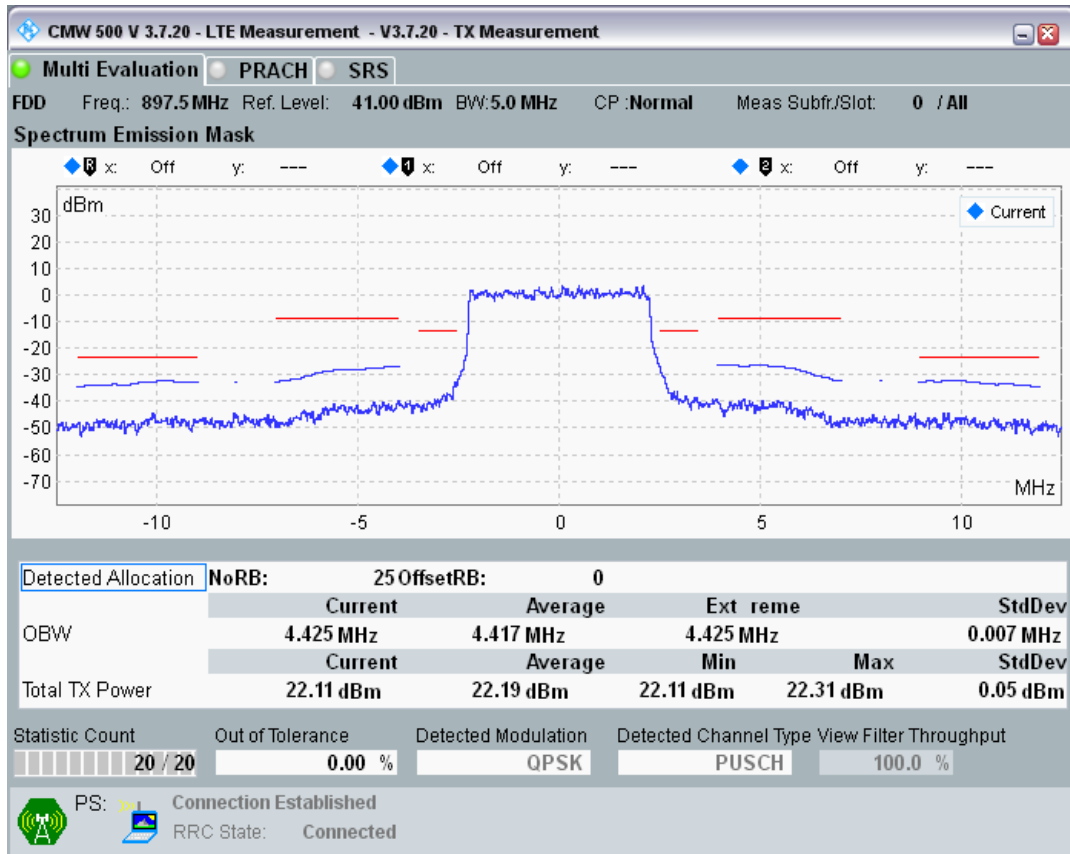 CMW 500 V 3.7.20 - LTE Measurement - V3.7.20 - TX Measurement
Multi Evaluation PRACH SRS
FDD Freq.: 897.5 MHz Ref. Level: 41.00 dBm BW:5.0 MHz CP :Normal Meas Subfr./Slot: 0 / All
Spectrum Emission Mask
R x: Off y: --- 1 x: Off y: --- 2 x: Off y: ---
dBm
Current
30
20
10
0
-10
-20
-30
-40
-50
-60
-70
MHz
-10 -5 0 5 10
Detected Allocation NoRB: 25 OffsetRB: 0
Current Average Ext reme StdDev
OBW 4.425 MHz 4.417 MHz 4.425 MHz 0.007 MHz
Current Average Min Max StdDev
Total TX Power 22.11 dBm 22.19 dBm 22.11 dBm 22.31 dBm 0.05 dBm
Statistic Count Out of Tolerance Detected Modulation Detected Channel Type View Filter Throughput
20 / 20 0.00 % QPSK PUSCH 100.0 %
PS: Connection Established
RRC State: Connected